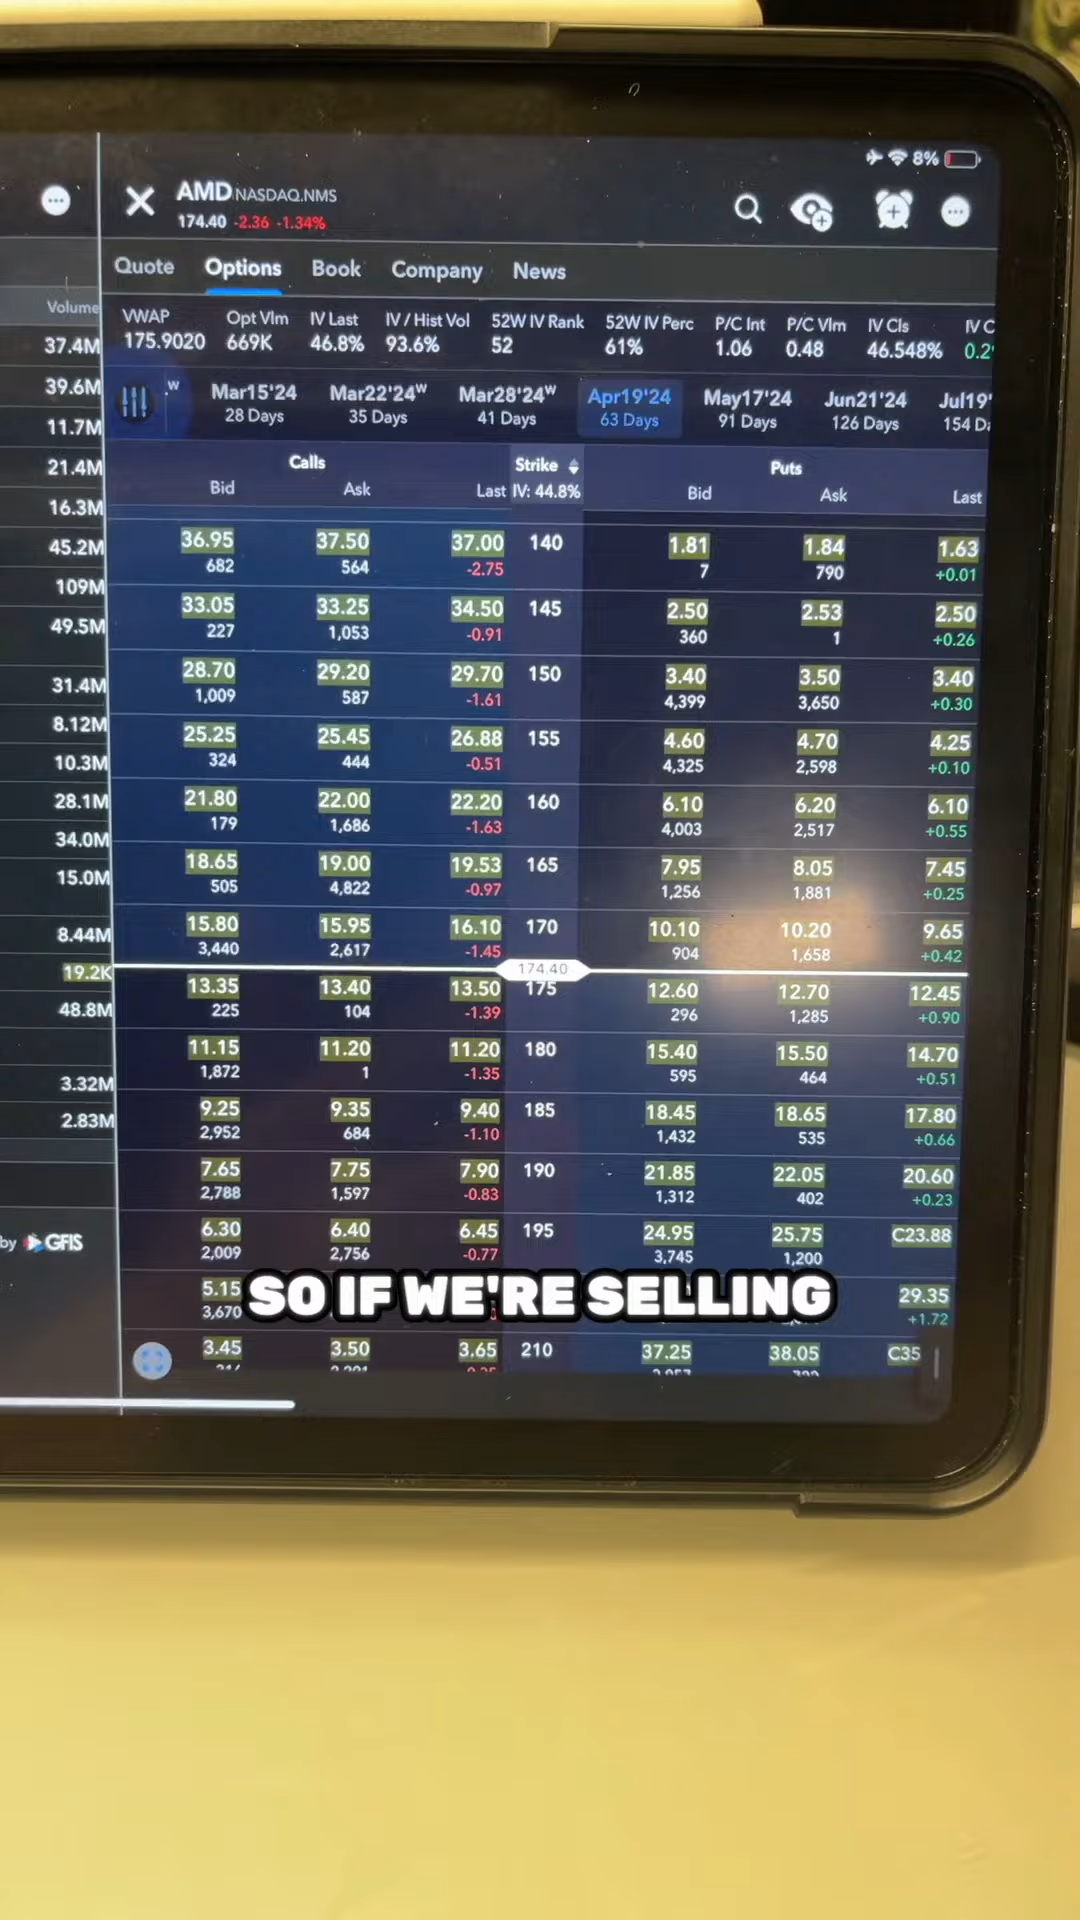 8%
AMD NASDAQ.NMS
174.40 -2.36 -1.34%
Quote Options Book Company News
VWAP Opt Vlm IV Last IV / Hist Vol 52W IV Rank 52W IV Perc P/C Int P/C Vlm IV Cls IV C
175.9020 669K 46.8% 93.6% 52 61% 1.06 0.48 46.548% 0.2
W Mar15'24 Mar22'24W Mar28'24W Apr19'24 May17'24 Jun21'24 Jul19'
28 Days 35 Days 41 Days 63 Days 91 Days 126 Days 154 Da
Calls Strike Puts
Bid Ask Last IV: 44.8% Bid Ask Last
36.95 37.50 37.00 140 1.81 1.84 1.63
682 564 -2.75 7 790 +0.01
33.05 33.25 34.50 145 2.50 2.53 2.50
227 1,053 -0.91 360 1 +0.26
28.70 29.20 29.70 150 3.40 3.50 3.40
1,009 587 -1.61 4,399 3,650 +0.30
25.25 25.45 26.88 155 4.60 4.70 4.25
324 444 -0.51 4,325 2,598 +0.10
21.80 22.00 22.20 160 6.10 6.20 6.10
179 1,686 -1.63 4,003 2,517 +0.55
18.65 19.00 19.53 165 7.95 8.05 7.45
505 4,822 -0.97 1,256 1,881 +0.25
15.80 15.95 16.10 170 10.10 10.20 9.65
3,440 2,617 -1.45 904 1,658 +0.42
174.40
13.35 13.40 13.50 175 12.60 12.70 12.45
225 104 -1.39 296 1,285 +0.90
11.15 11.20 11.20 180 15.40 15.50 14.70
1,872 1 -1.35 595 464 +0.51
9.25 9.35 9.40 185 18.45 18.65 17.80
2,952 684 -1.10 1,432 535 +0.66
7.65 7.75 7.90 190 21.85 22.05 20.60
2,788 1,597 -0.83 1,312 402 +0.23
6.30 6.40 6.45 195 24.95 25.75 C23.88
2,009 2,756 -0.77 3,745 1,200
5.15 29.35
3,670 +1.72
SO IF WE'RE SELLING
3.45 3.50 3.65 210 37.25 38.05 C35
Volume
37.4M
39.6M
11.7M
21.4M
16.3M
45.2M
109M
49.5M
31.4M
8.12M
10.3M
28.1M
34.0M
15.0M
8.44M
19.2K
48.8M
3.32M
2.83M
by GFIS